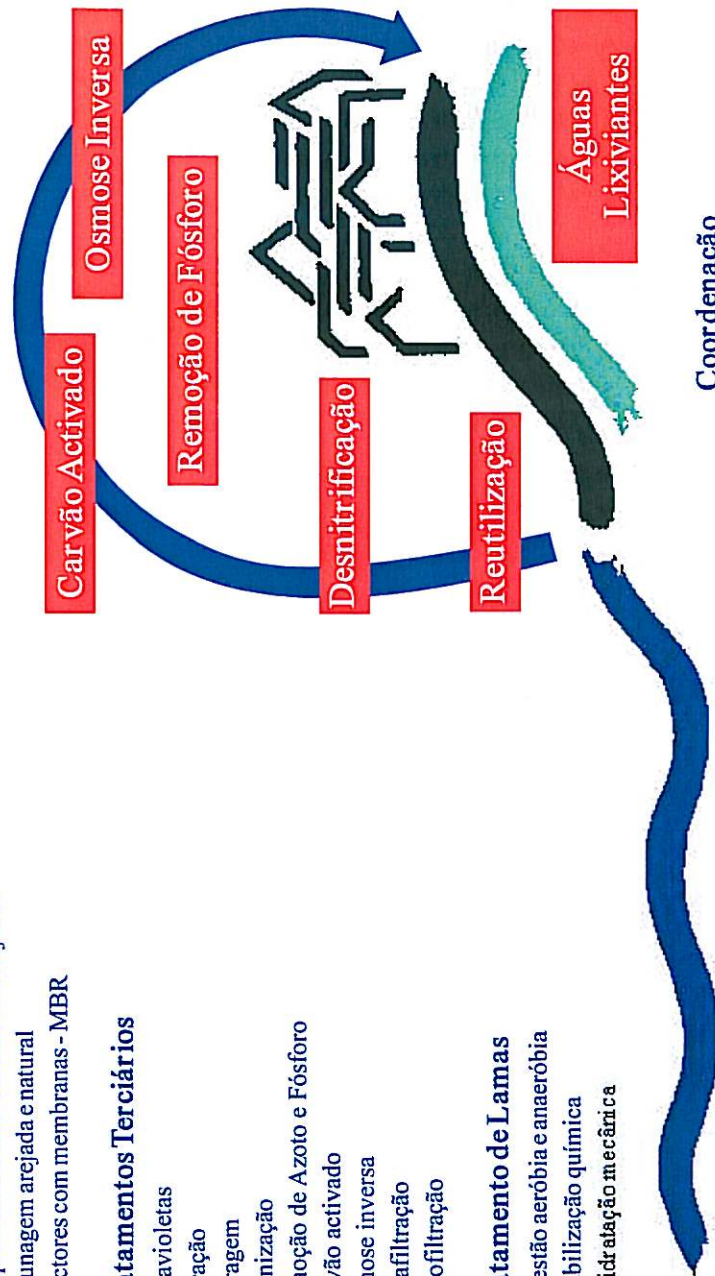 unagem arejada e natural
ctores com membranas - MBR
tamentos Terciários
avioletas
ração
ragem
nização
noção de Azoto e Fósforo
vão activado
nose inversa
afiltração
ofiltração
tamento de Lamas
estão aeróbia e anaeróbia
bilização química
idratação mecânica
Carvão Activado
Osmose Inversa
Remoção de Fósforo
Desnitrificação
Reutilização
Águas
Lixiviantes
Coordenação